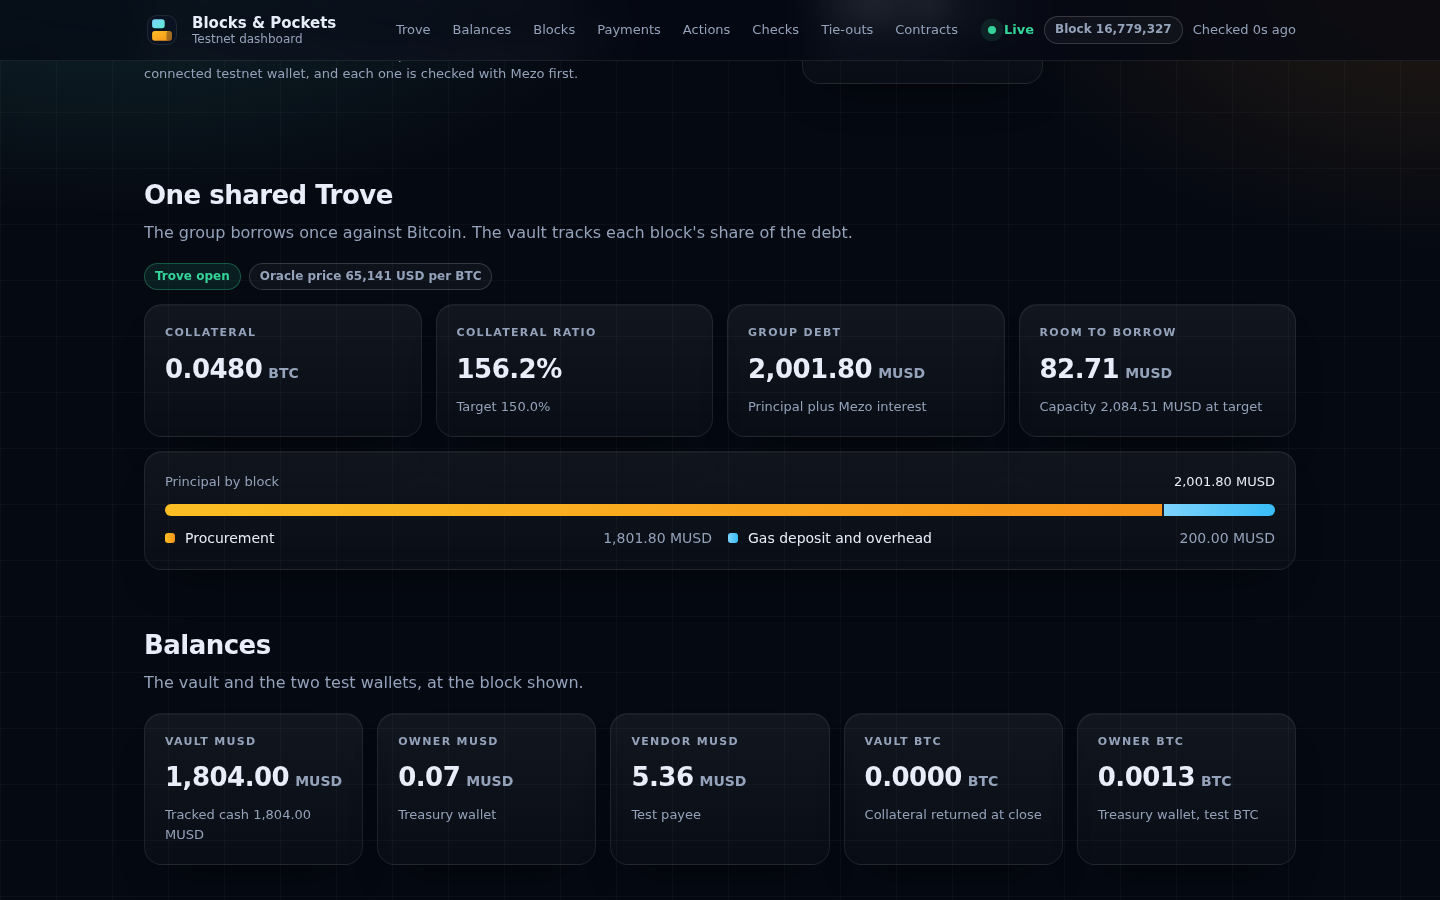 Blocks & Pockets
Testnet dashboard
Trove Balances Blocks Payments Actions Checks Tie-outs Contracts Live Block 16,779,327 Checked 0s ago
connected testnet wallet, and each one is checked with Mezo first.
One shared Trove
The group borrows once against Bitcoin. The vault tracks each block's share of the debt.
Trove open Oracle price 65,141 USD per BTC
COLLATERAL
0.0480 BTC
COLLATERAL RATIO
156.2%
Target 150.0%
GROUP DEBT
2,001.80 MUSD
Principal plus Mezo interest
ROOM TO BORROW
82.71 MUSD
Capacity 2,084.51 MUSD at target
Principal by block 2,001.80 MUSD
Procurement 1,801.80 MUSD Gas deposit and overhead 200.00 MUSD
Balances
The vault and the two test wallets, at the block shown.
VAULT MUSD
1,804.00 MUSD
Tracked cash 1,804.00
MUSD
OWNER MUSD
0.07 MUSD
Treasury wallet
VENDOR MUSD
5.36 MUSD
Test payee
VAULT BTC
0.0000 BTC
Collateral returned at close
OWNER BTC
0.0013 BTC
Treasury wallet, test BTC